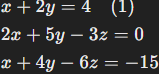 x + 2y = 4 (1)
2x + 5y − 3z = 0
x + 4y − 6z = −15